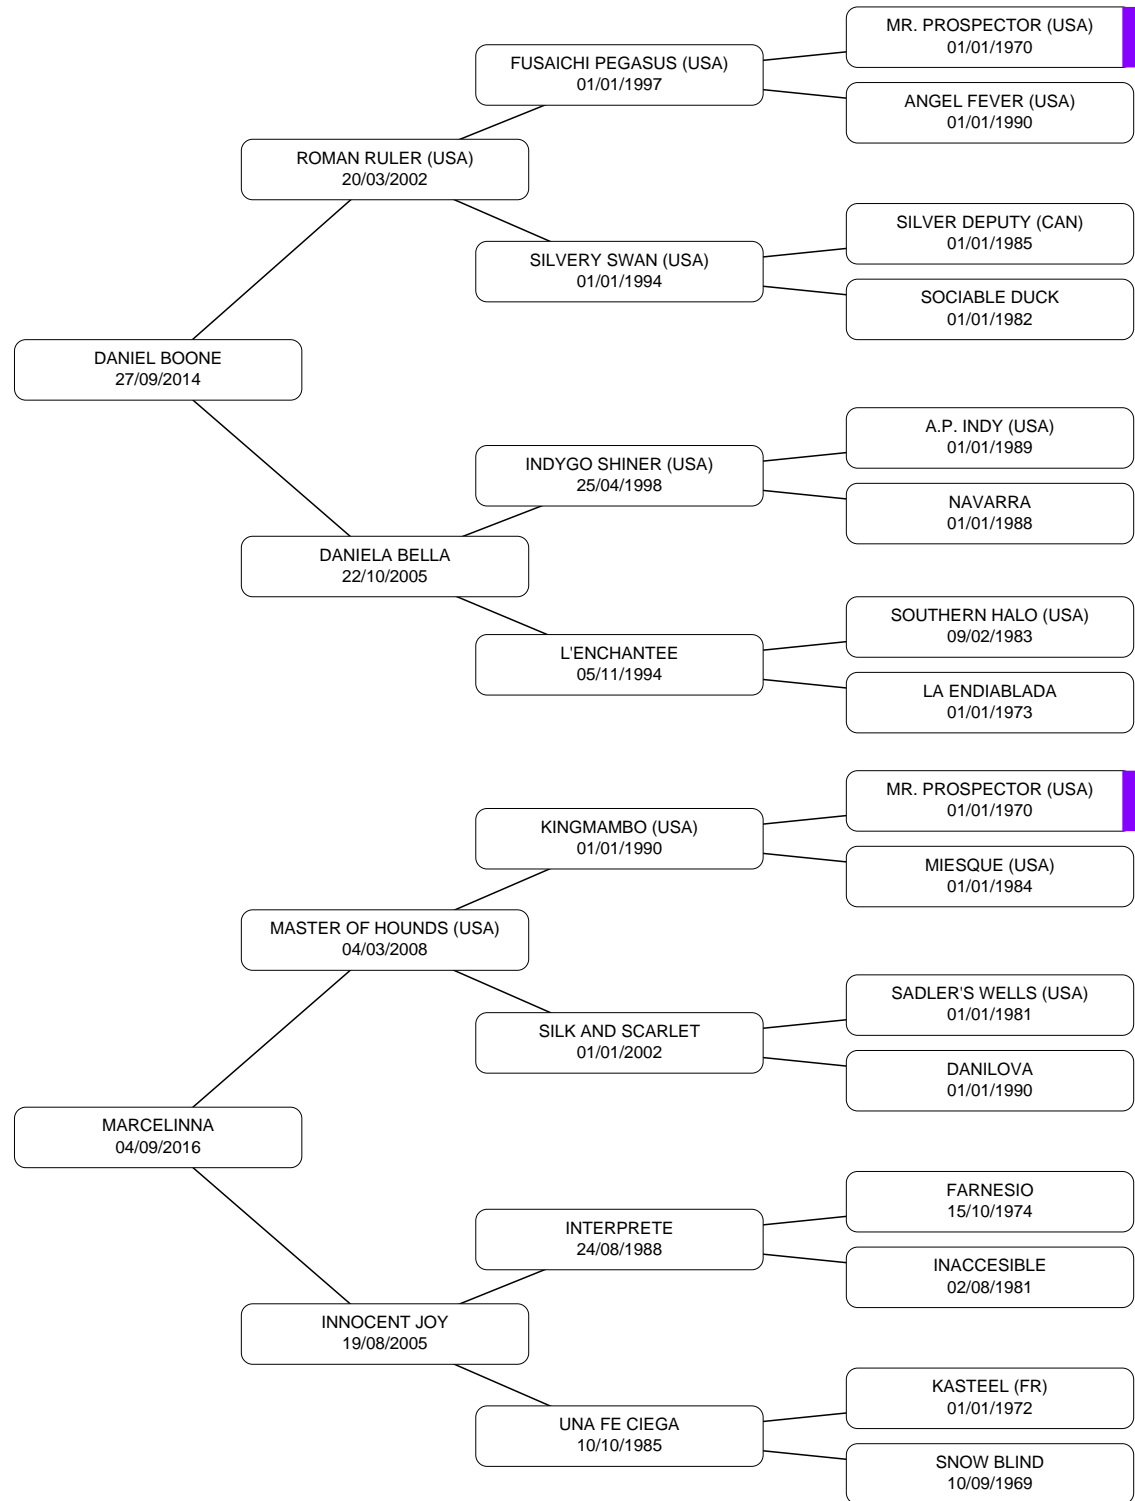 MR. PROSPECTOR (USA)
01/01/1970
FUSAICHI PEGASUS (USA)
01/01/1997
ANGEL FEVER (USA)
01/01/1990
ROMAN RULER (USA)
20/03/2002
SILVER DEPUTY (CAN)
01/01/1985
SILVERY SWAN (USA)
01/01/1994
SOCIABLE DUCK
01/01/1982
DANIEL BOONE
27/09/2014
A.P. INDY (USA)
01/01/1989
INDYGO SHINER (USA)
25/04/1998
NAVARRA
01/01/1988
DANIELA BELLA
22/10/2005
SOUTHERN HALO (USA)
09/02/1983
L'ENCHANTEE
05/11/1994
LA ENDIABLADA
01/01/1973
MR. PROSPECTOR (USA)
01/01/1970
KINGMAMBO (USA)
01/01/1990
MIESQUE (USA)
01/01/1984
MASTER OF HOUNDS (USA)
04/03/2008
SADLER'S WELLS (USA)
01/01/1981
SILK AND SCARLET
01/01/2002
DANILOVA
01/01/1990
MARCELINNA
04/09/2016
FARNESIO
15/10/1974
INTERPRETE
24/08/1988
INACCESIBLE
02/08/1981
INNOCENT JOY
19/08/2005
KASTEEL (FR)
01/01/1972
UNA FE CIEGA
10/10/1985
SNOW BLIND
10/09/1969